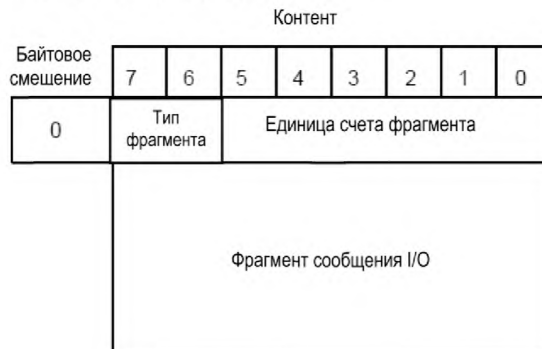 Контент
Байтовое
смещение
7 6 5 4 3 2 1 0
0
Тип
фрагмента
Единица счета фрагмента
Фрагмент сообщения I/O